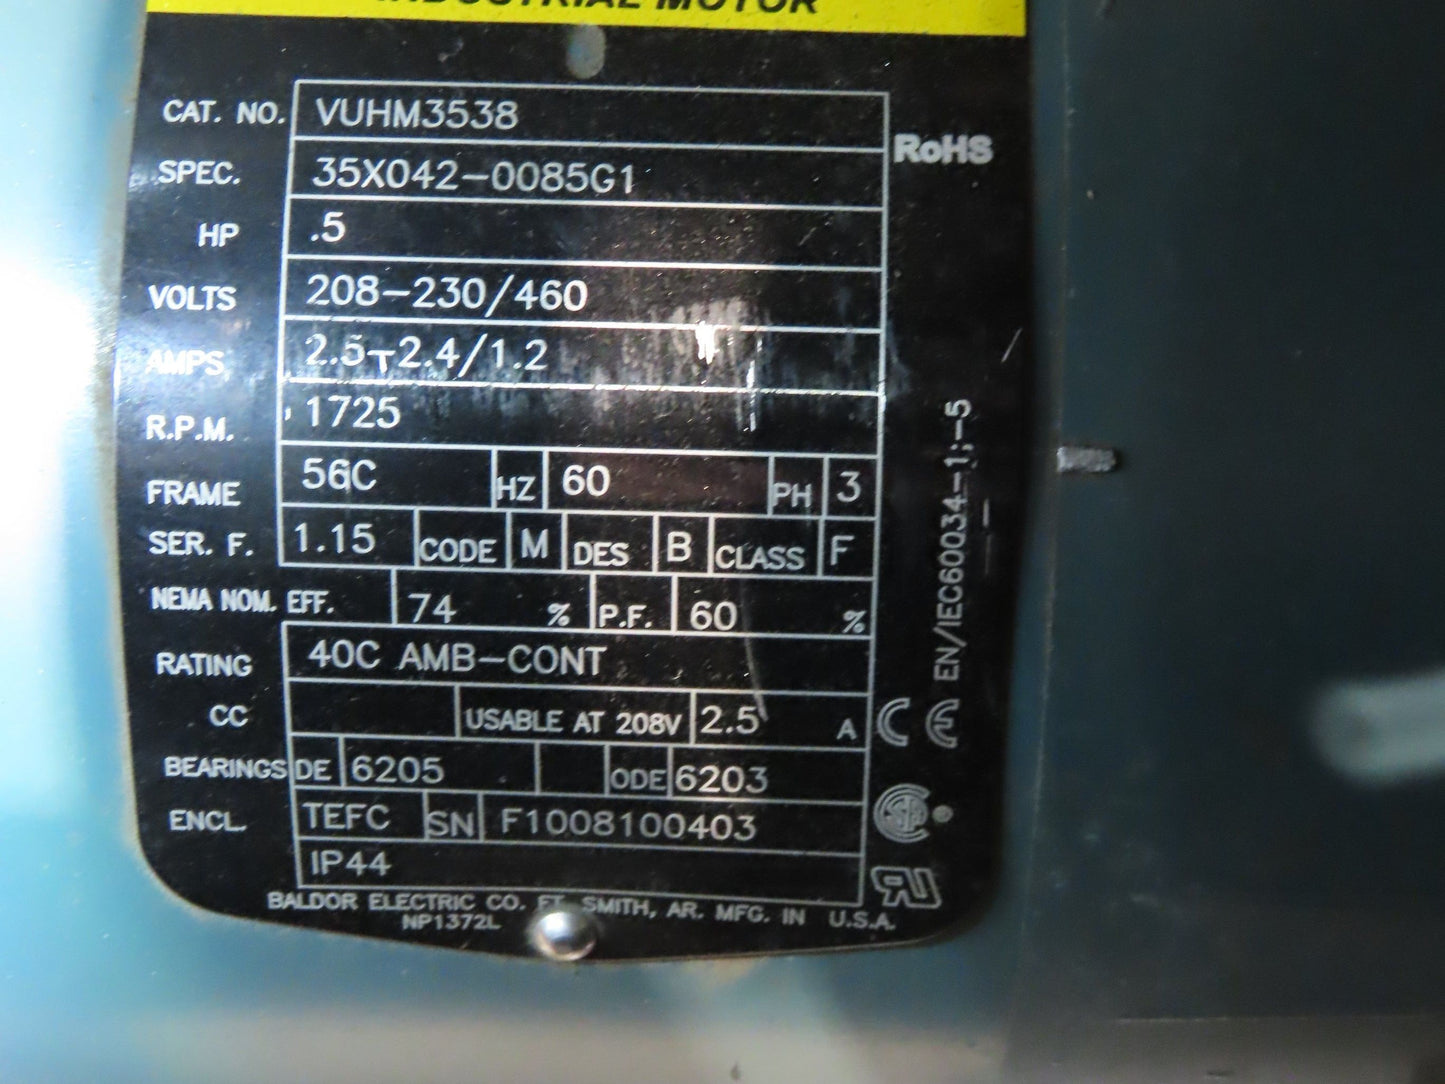 INDUSTRIAL MOTOR
CAT. NO. VUHM3538
RoHS
SPEC. 35X042-0085G1
HP .5
VOLTS 208-230/460
AMPS 2.5-2.4/1.2
R.P.M. 1725
FRAME 56C HZ 60 PH 3
SER. F. 1.15 CODE M DES B CLASS F
NEMA NOM. EFF. 74 % P.F. 60 %
RATING 40C AMB-CONT
CC USABLE AT 208V 2.5 A
BEARINGS DE 6205 ODE 6203
ENCL. TEFC SN F1008100403
IP44
BALDOR ELECTRIC CO. FT. SMITH, AR. MFG. IN U.S.A.
NP1372L
CE EN/IEC60034-1;-5